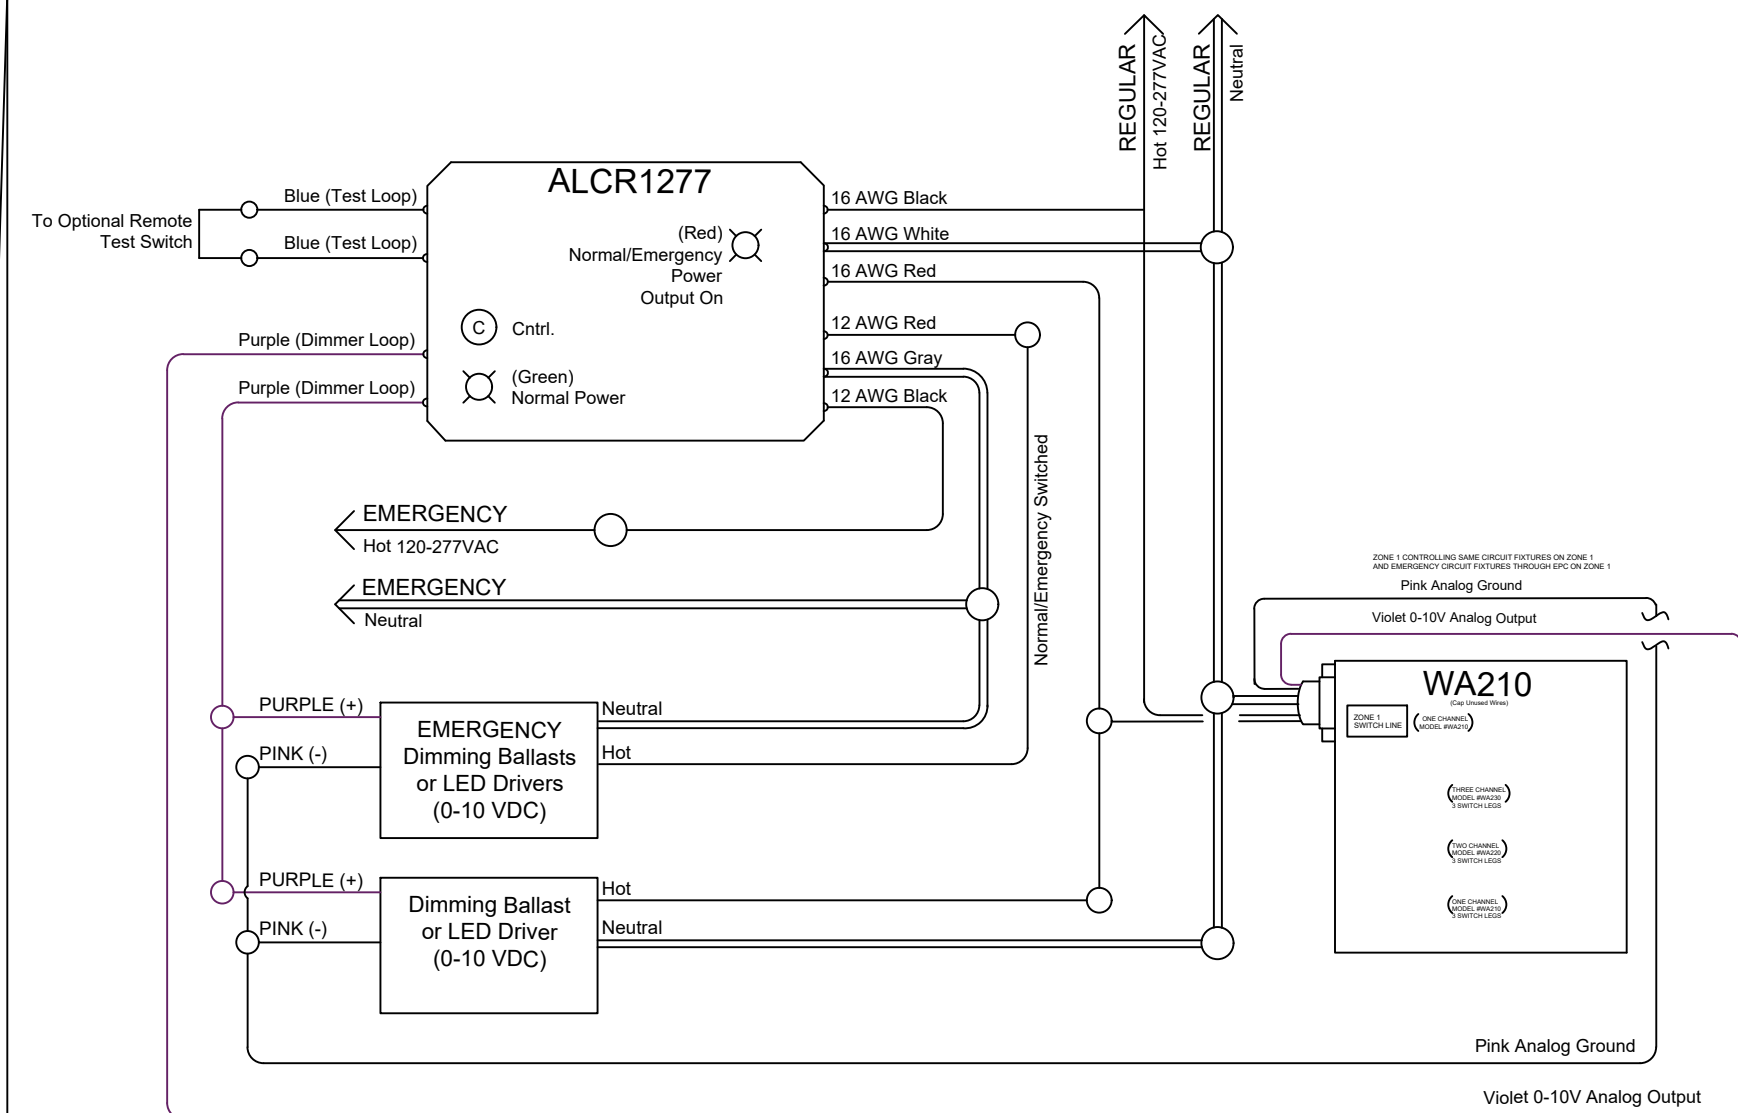 REGULAR
Hot 120-277VAC
REGULAR
Neutral
ALCR1277
To Optional Remote
Test Switch
Blue (Test Loop)
Blue (Test Loop)
(Red)
Normal/Emergency
Power
Output On
C
Cntrl.
(Green)
Normal Power
Purple (Dimmer Loop)
Purple (Dimmer Loop)
16 AWG Black
16 AWG White
16 AWG Red
12 AWG Red
16 AWG Gray
12 AWG Black
Normal/Emergency Switched
EMERGENCY
Hot 120-277VAC
EMERGENCY
Neutral
ZONE 1 CONTROLLING SAME CIRCUIT FIXTURES ON ZONE 1
AND EMERGENCY CIRCUIT FIXTURES THROUGH EPC ON ZONE 1
Pink Analog Ground
Violet 0-10V Analog Output
WA210
(Cap Unused Wires)
ZONE 1
SWITCH LINE
ONE CHANNEL
MODEL #WA210
THREE CHANNEL
MODEL #WA230
3 SWITCH LEGS
TWO CHANNEL
MODEL #WA220
3 SWITCH LEGS
ONE CHANNEL
MODEL #WA210
3 SWITCH LEGS
PURPLE (+)
PINK (-)
EMERGENCY
Dimming Ballasts
or LED Drivers
(0-10 VDC)
Neutral
Hot
PURPLE (+)
PINK (-)
Dimming Ballast
or LED Driver
(0-10 VDC)
Hot
Neutral
Pink Analog Ground
Violet 0-10V Analog Output